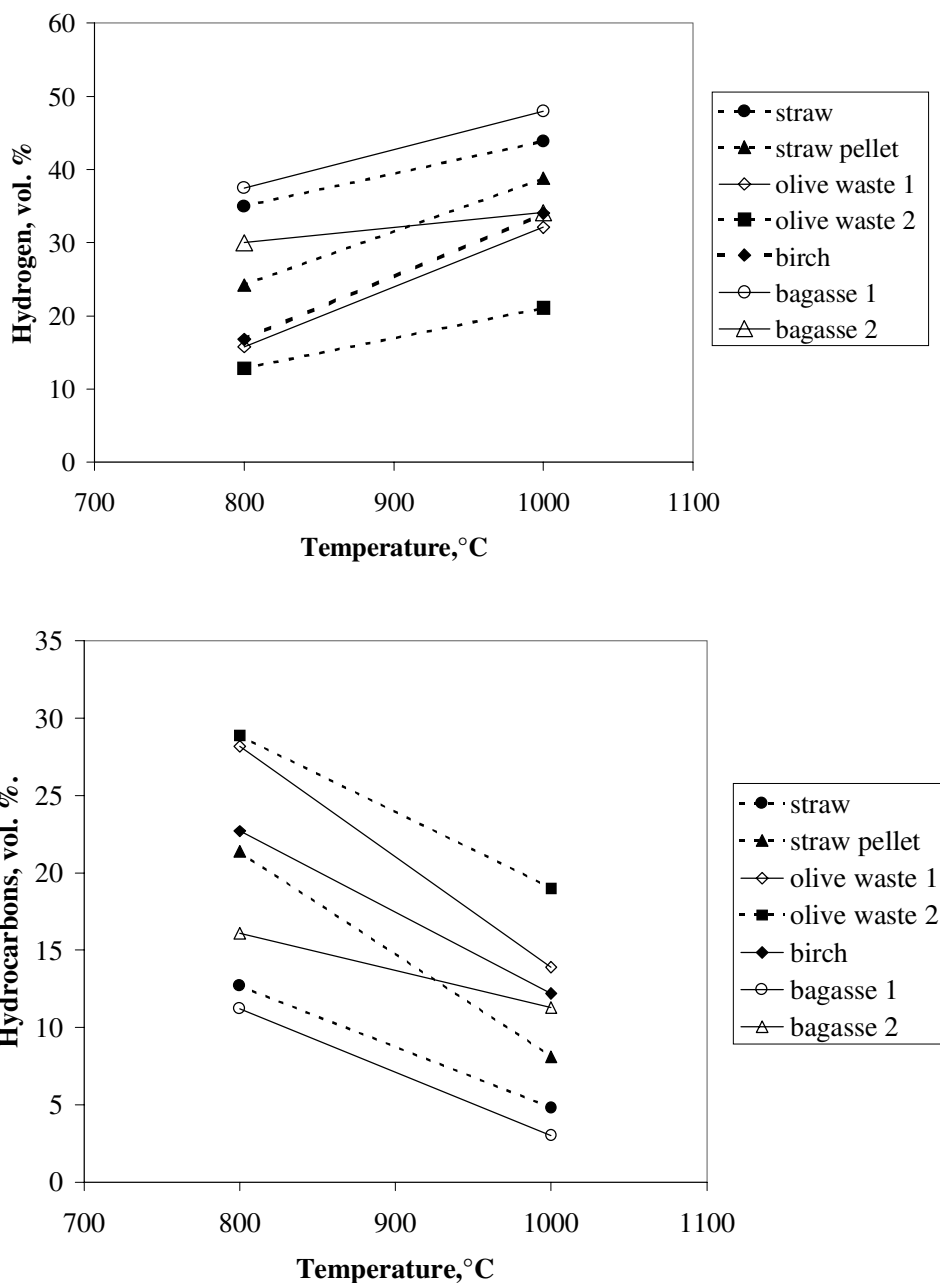 60
50
40
30
20
10
0
Hydrogen, vol. %
700 800 900 1000 1100
Temperature,°C
straw
straw pellet
olive waste 1
olive waste 2
birch
bagasse 1
bagasse 2
35
30
25
20
15
10
5
0
Hydrocarbons, vol. %.
700 800 900 1000 1100
Temperature,°C
straw
straw pellet
olive waste 1
olive waste 2
birch
bagasse 1
bagasse 2